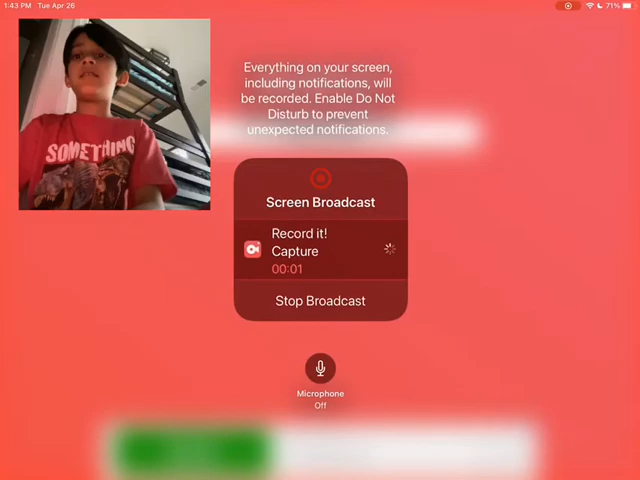 1:43 PM Tue Apr 26
71%
Everything on your screen,
including notifications, will
be recorded. Enable Do Not
Disturb to prevent
unexpected notifications.
SOMETHING
Screen Broadcast
Record it!
Capture
00:01
Stop Broadcast
Microphone
Off